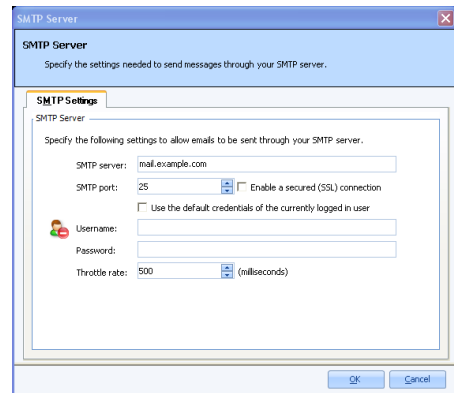 SMTP Server
SMTP Server
Specify the settings needed to send messages through your SMTP server.
SMTP Settings
SMTP Server
Specify the following settings to allow emails to be sent through your SMTP server.
SMTP server: mail.example.com
SMTP port: 25 Enable a secured (SSL) connection
Use the default credentials of the currently logged in user
Username:
Password:
Throttle rate: 500 (milliseconds)
OK Cancel